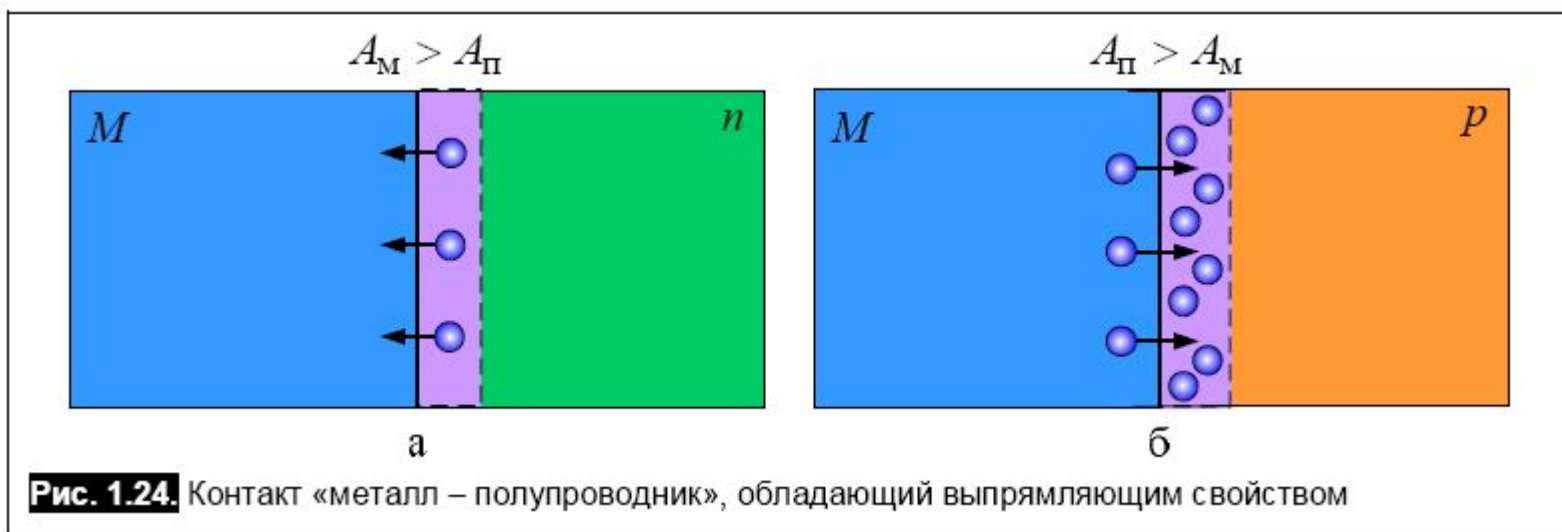 Aм > Aп
Aп > Aм
M
n
M
p
а
б
Рис. 1.24. Контакт «металл – полупроводник», обладающий выпрямляющим свойством